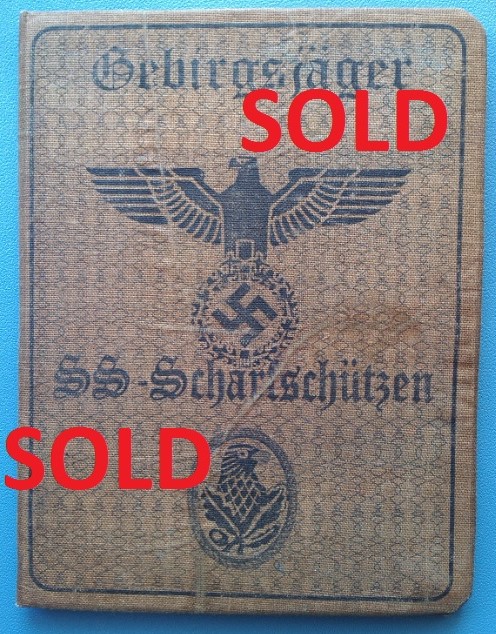 Gebirgsjäger
SOLD
SS-Scharfschützen
SOLD